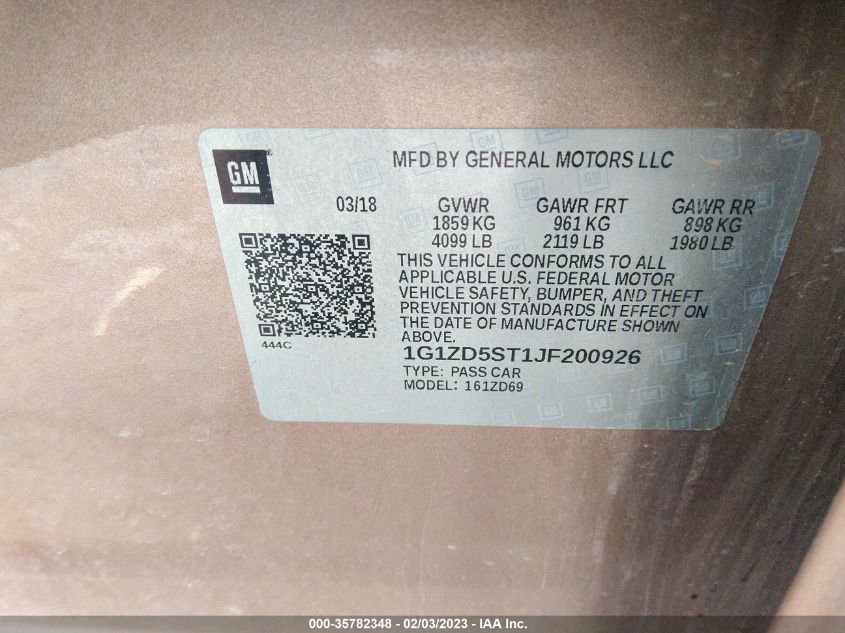 GM
MFD BY GENERAL MOTORS LLC
03/18 GVWR GAWR FRT GAWR RR
1859 KG 961 KG 898 KG
4099 LB 2119 LB 1980 LB
THIS VEHICLE CONFORMS TO ALL
APPLICABLE U.S. FEDERAL MOTOR
VEHICLE SAFETY, BUMPER, AND THEFT
PREVENTION STANDARDS IN EFFECT ON
THE DATE OF MANUFACTURE SHOWN
ABOVE.
444C
1G1ZD5ST1JF200926
TYPE: PASS CAR
MODEL: 161ZD69
000-35782348 — 02/03/2023 — IAA Inc.